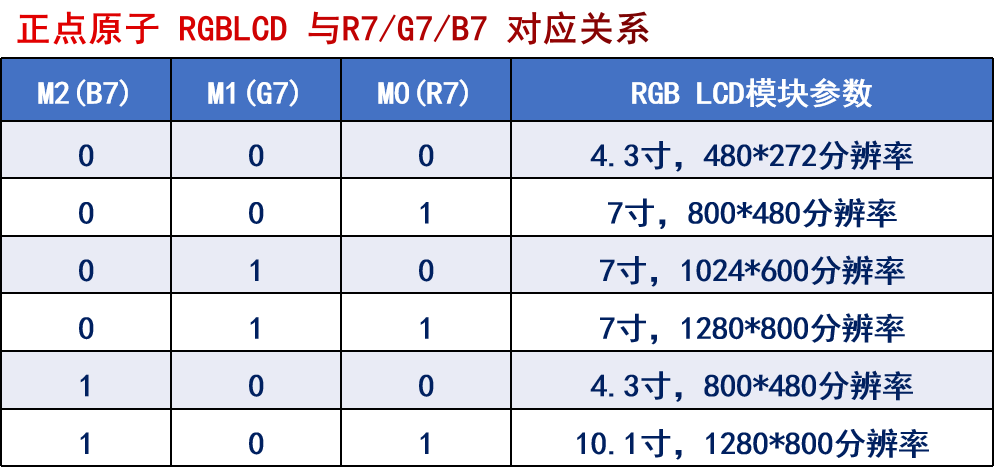 正点原子 RGBLCD 与R7/G7/B7 对应关系
M2(B7) M1(G7) M0(R7) RGB LCD模块参数
0 0 0 4.3寸，480*272分辨率
0 0 1 7寸，800*480分辨率
0 1 0 7寸，1024*600分辨率
0 1 1 7寸，1280*800分辨率
1 0 0 4.3寸，800*480分辨率
1 0 1 10.1寸，1280*800分辨率